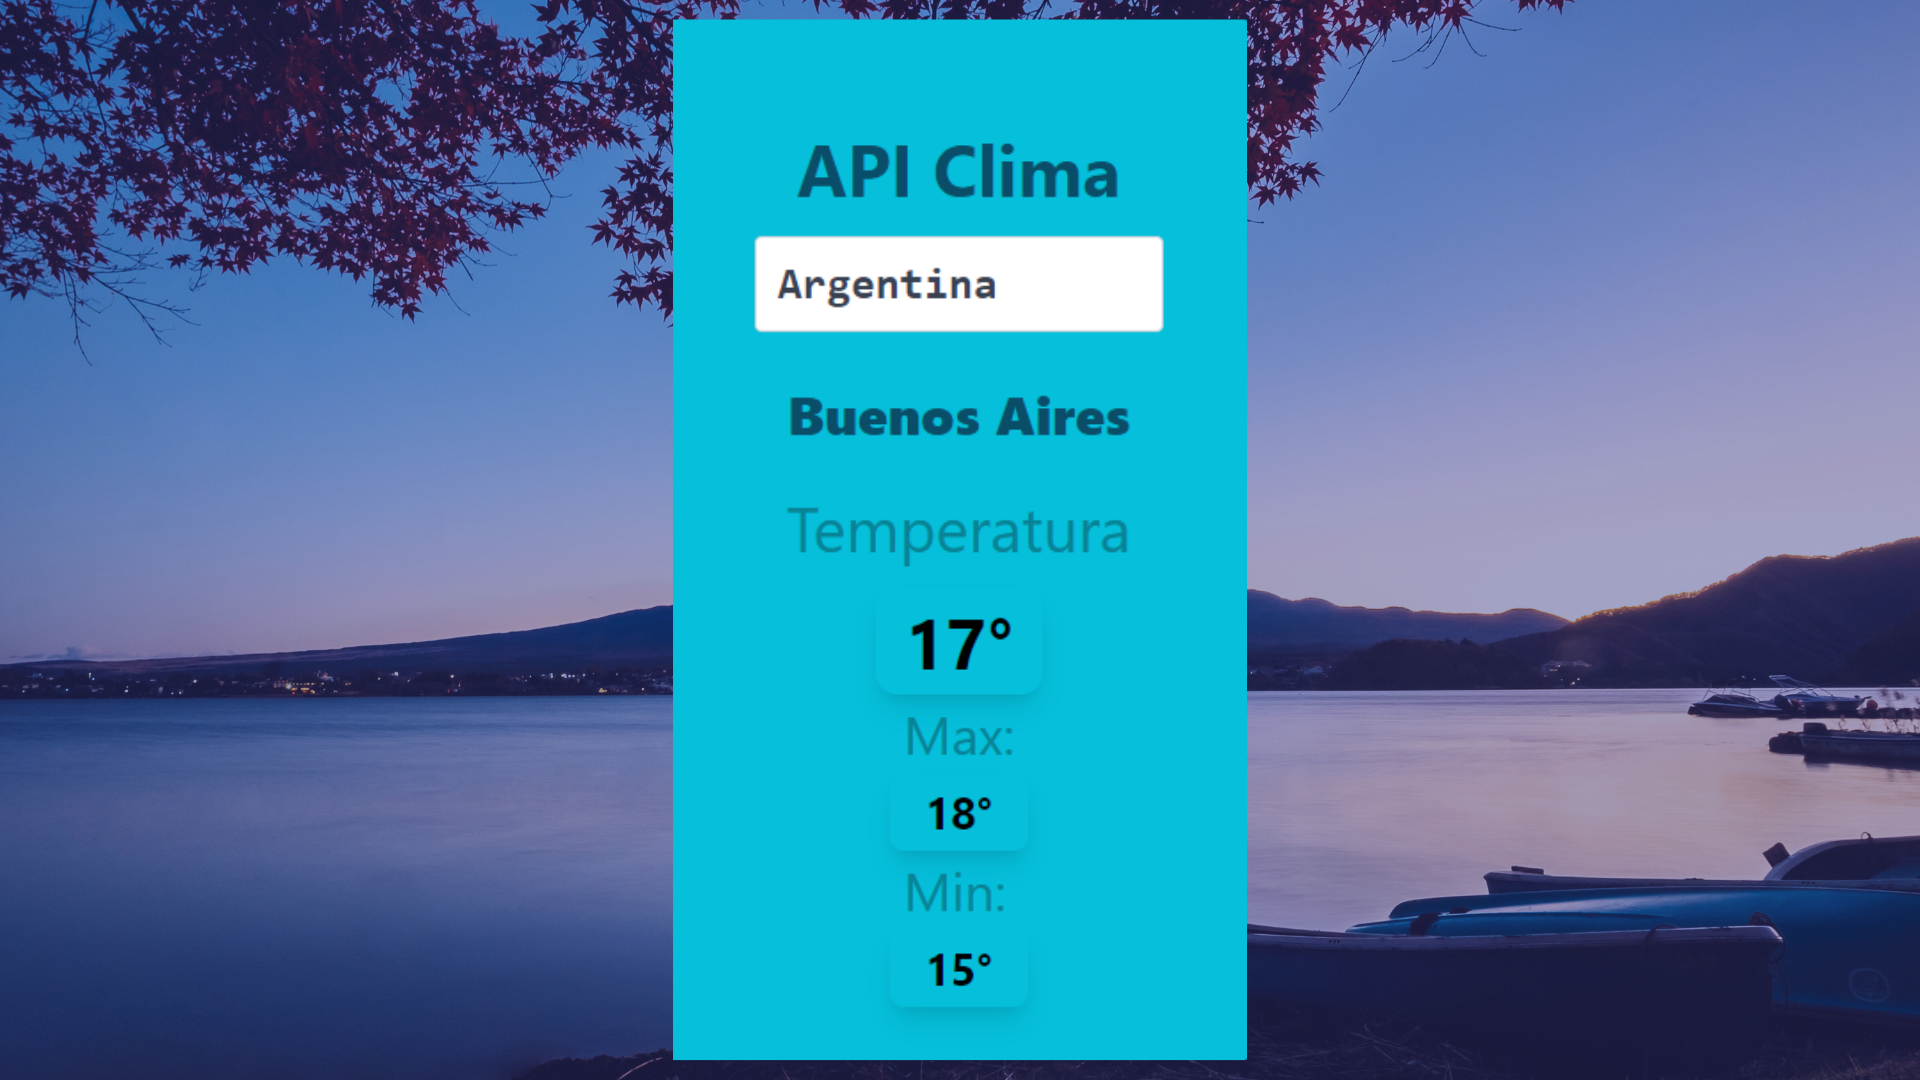 API Clima
Argentina
Buenos Aires
Temperatura
17°
Max:
18°
Min:
15°